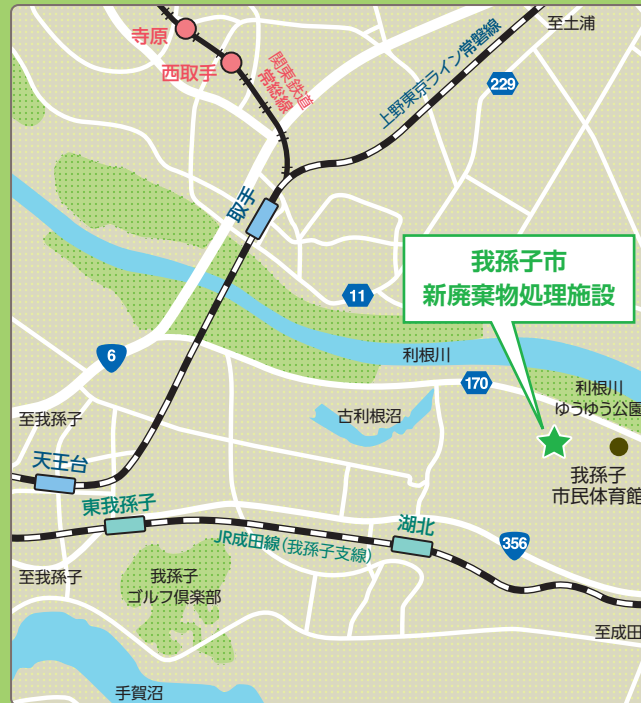 寺原
至土浦
西取手
関東鉄道
常総線
上野東京ライン常磐線
229
取手
我孫子市
新廃棄物処理施設
11
6
利根川
170
利根川
ゆうゆう公園
至我孫子
古利根沼
天王台
我孫子
市民体育館
東我孫子
湖北
JR成田線(我孫子支線)
356
至我孫子
我孫子
ゴルフ倶楽部
至成田
手賀沼